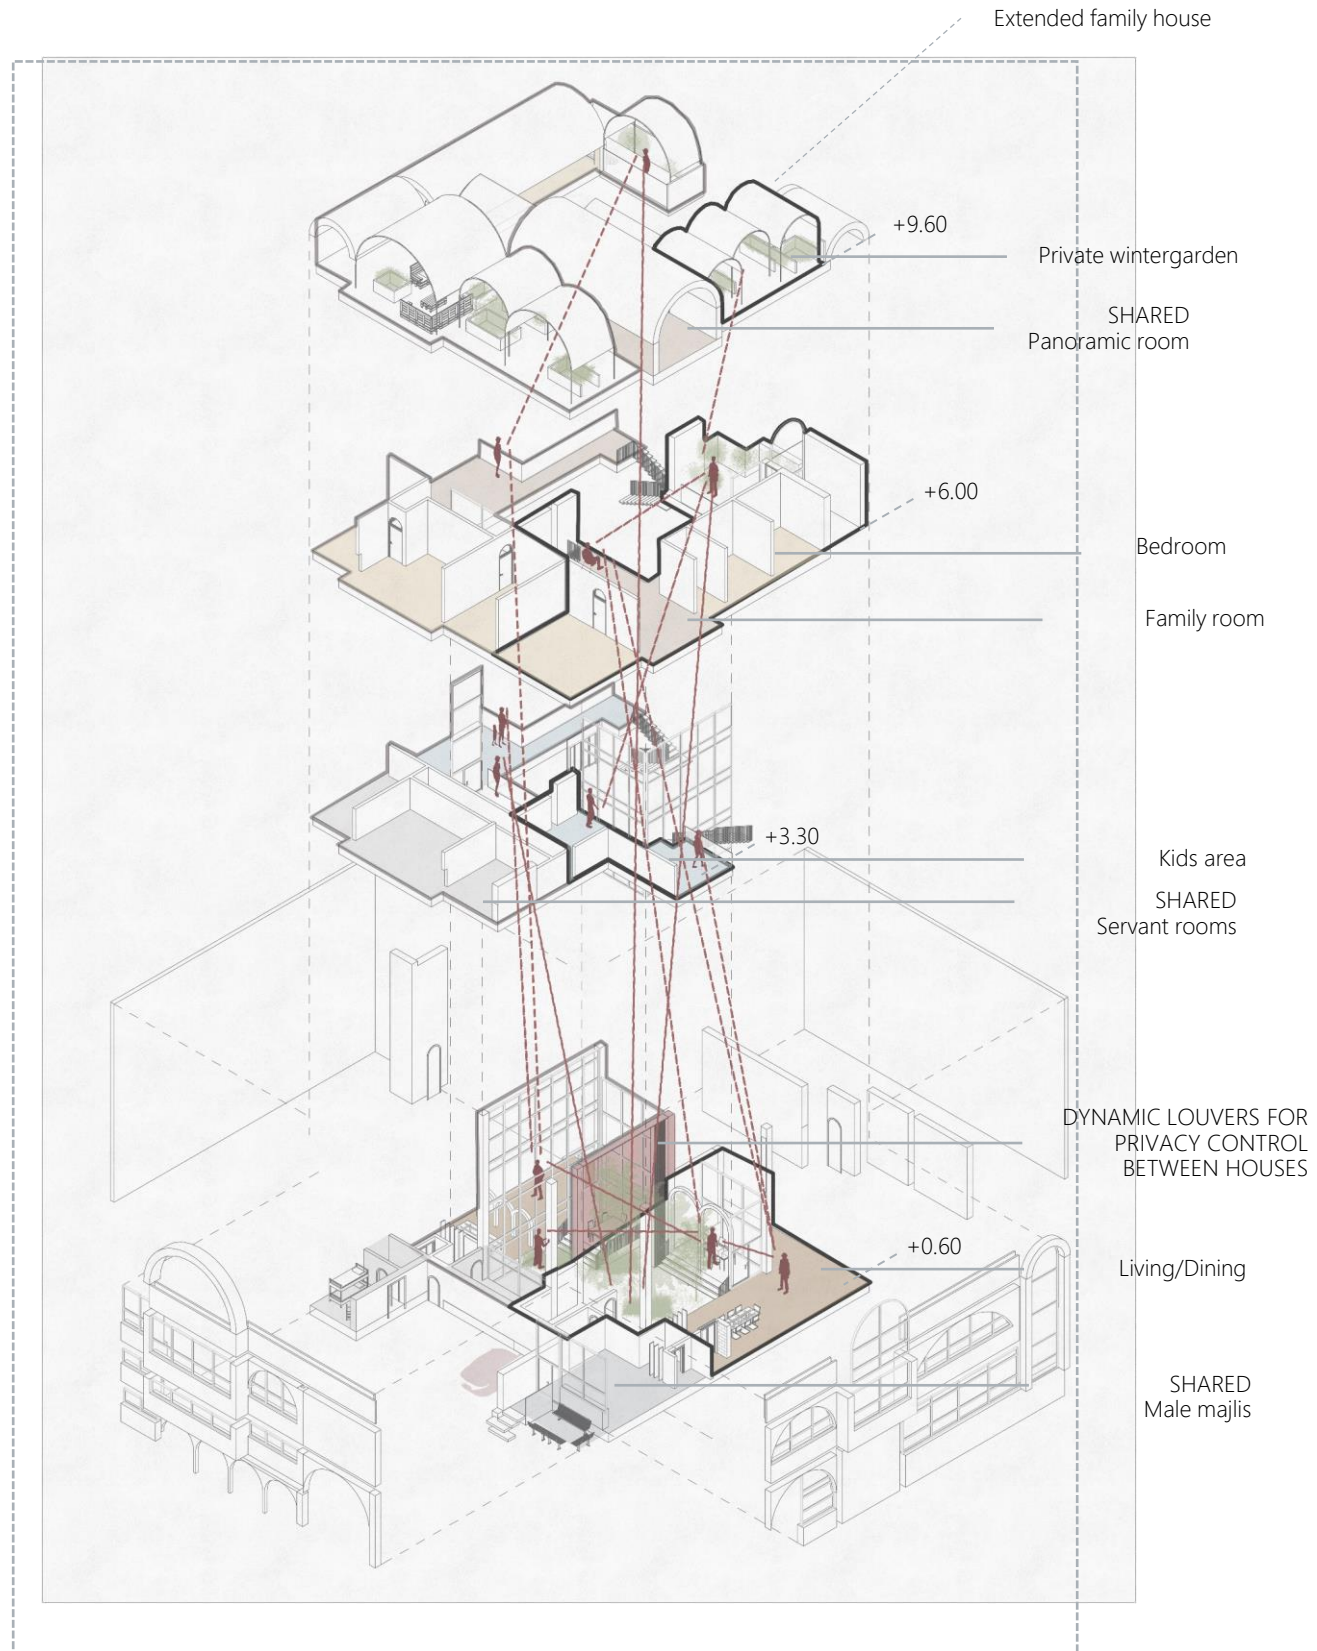 Extended family house
+9.60
Private wintergarden
SHARED
Panoramic room
+6.00
Bedroom
Family room
+3.30
Kids area
SHARED
Servant rooms
DYNAMIC LOUVERS FOR
PRIVACY CONTROL
BETWEEN HOUSES
+0.60
Living/Dining
SHARED
Male majlis